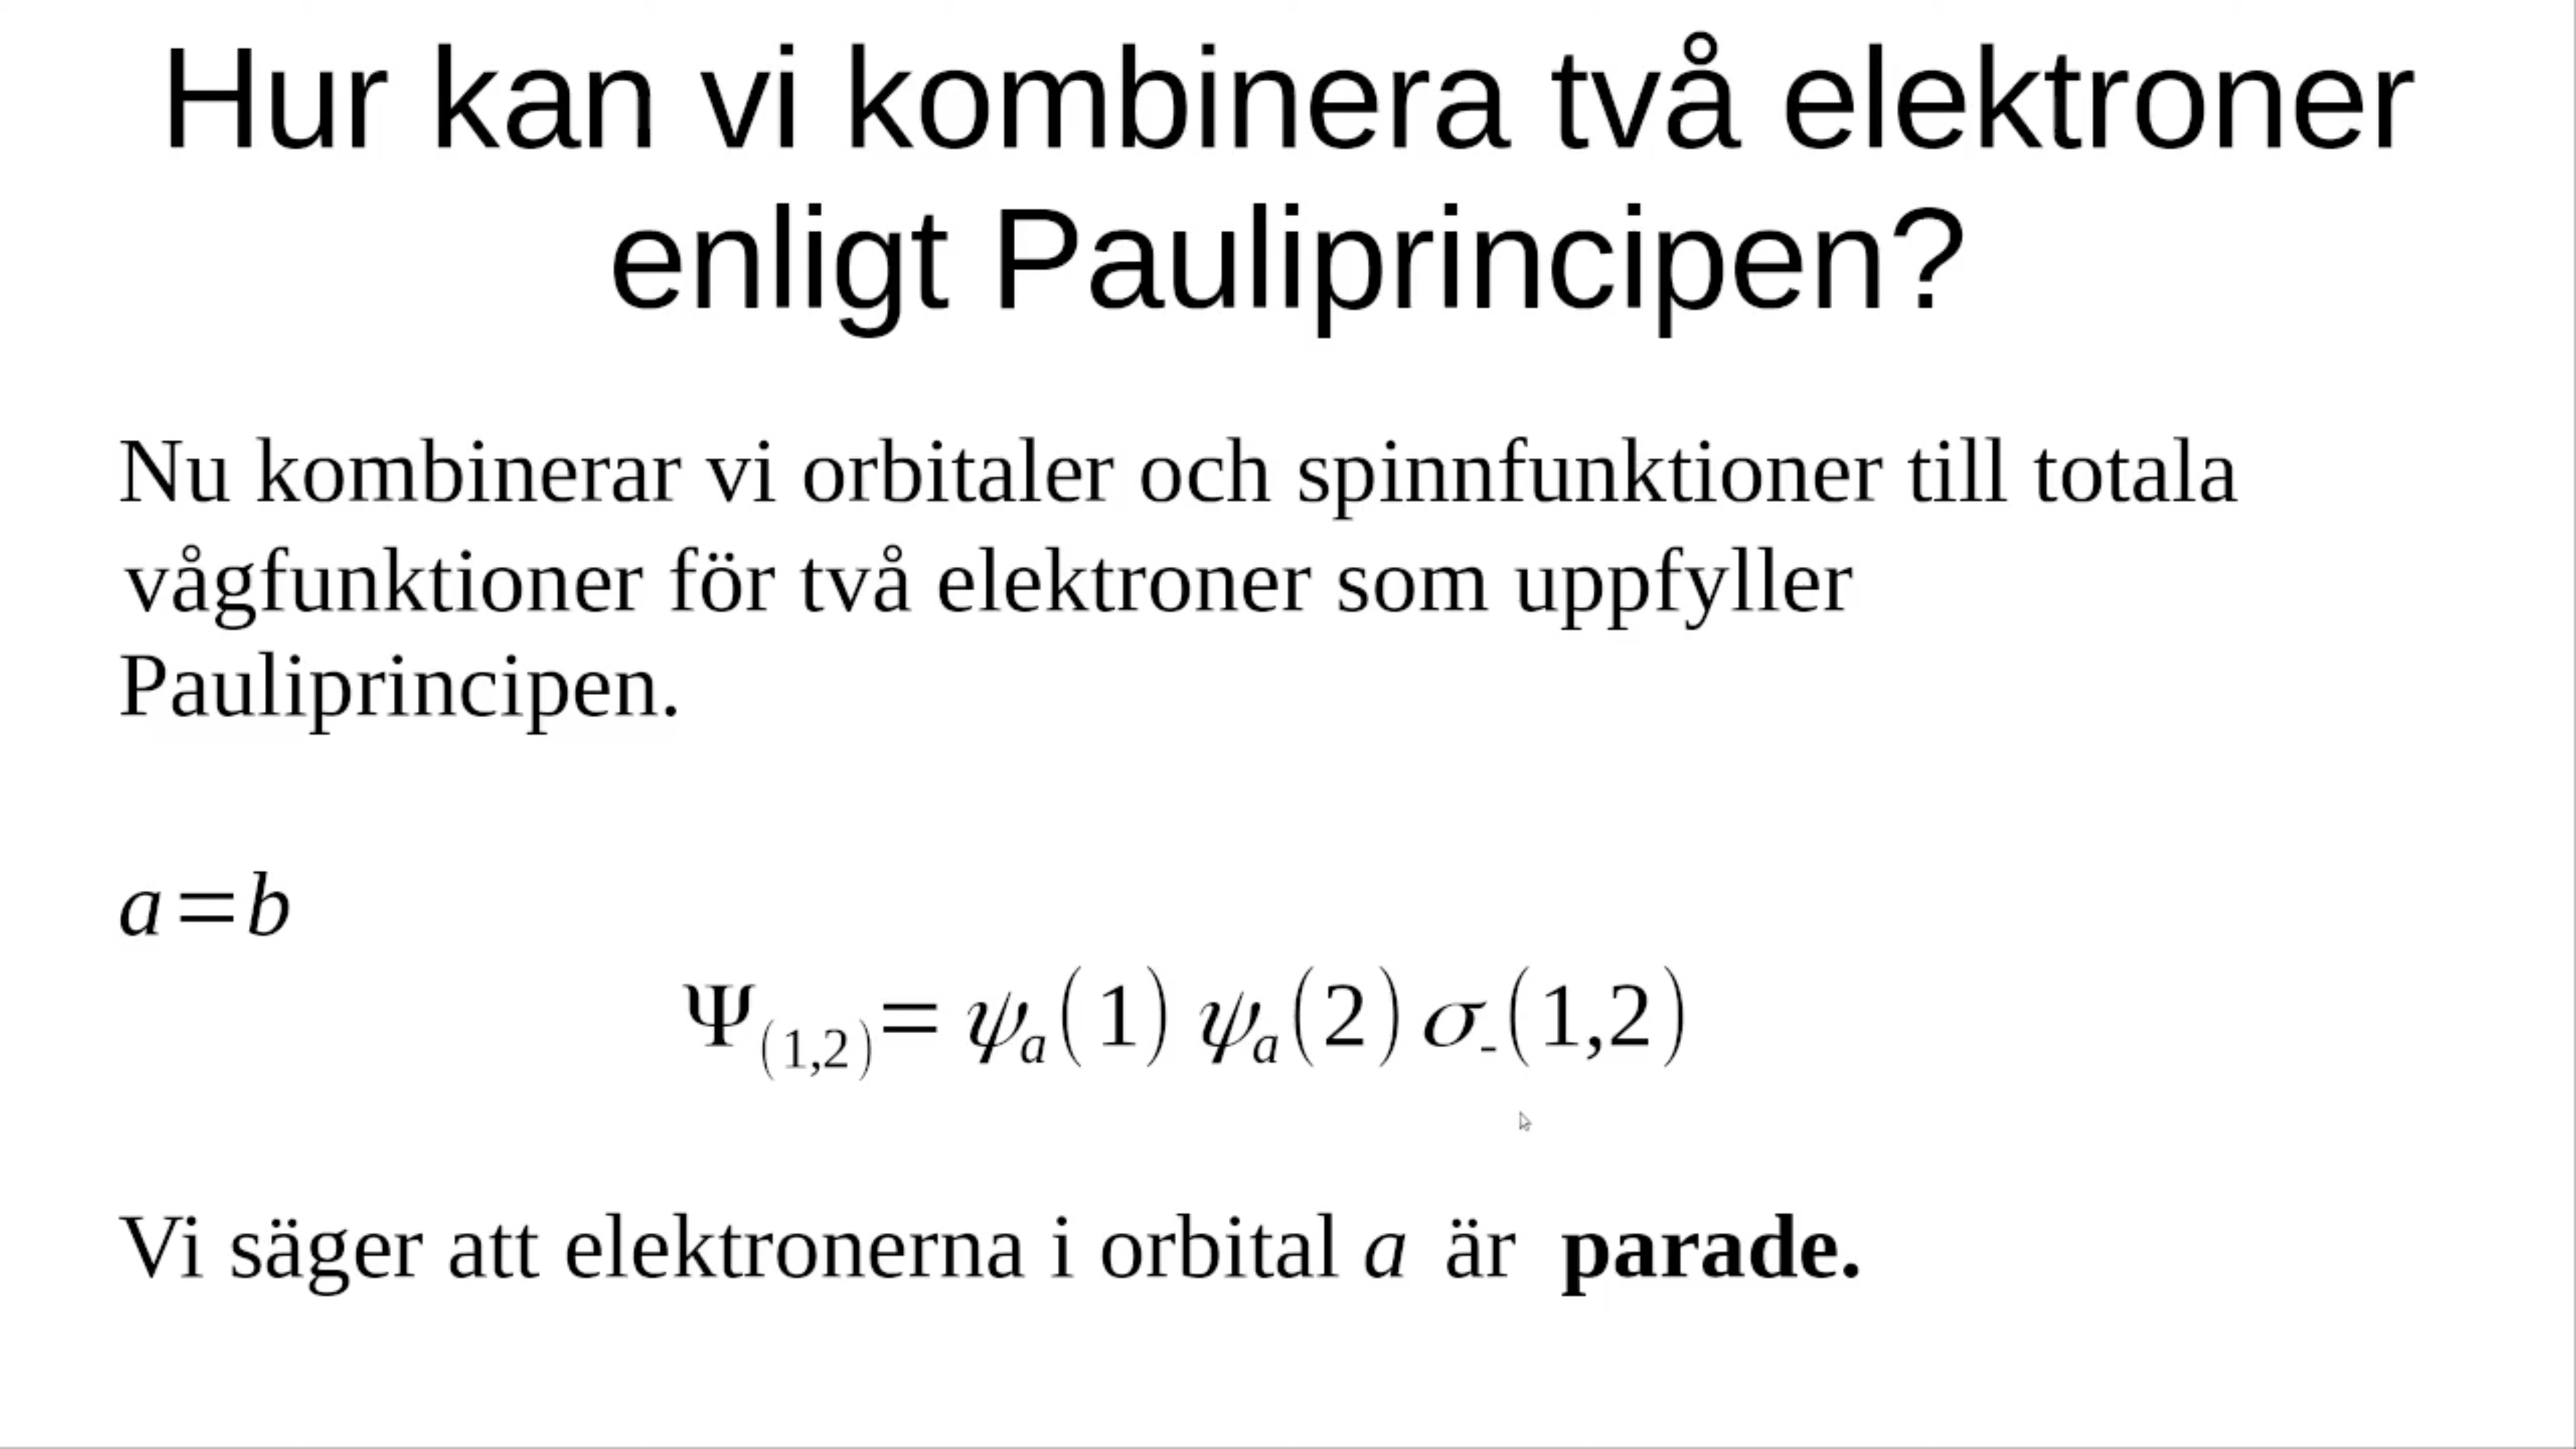 Hur kan vi kombinera två elektroner
enligt Pauliprincipen?
Nu kombinerar vi orbitaler och spinnfunktioner till totala
vågfunktioner för två elektroner som uppfyller
Pauliprincipen.
a=b
Ψ₍₁,₂₎= ψₐ(1) ψₐ(2) σ₋(1,2)
Vi säger att elektronerna i orbital a är parade.